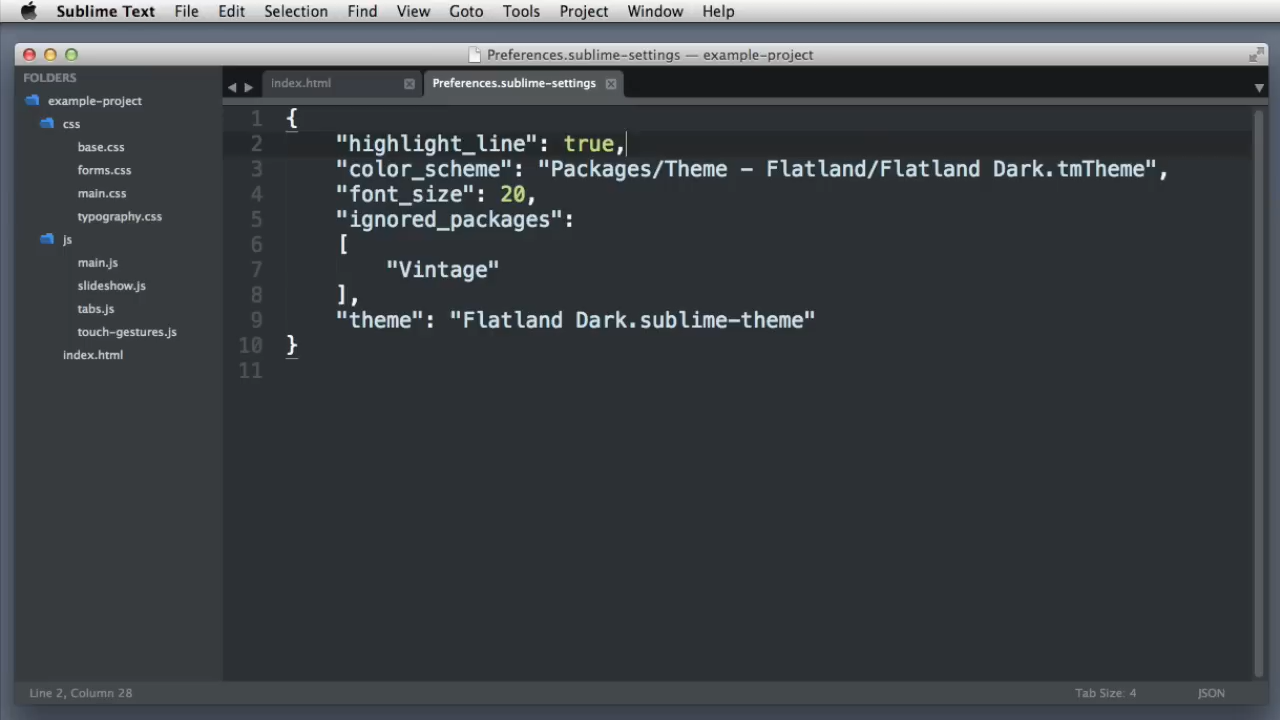 Sublime Text File Edit Selection Find View Goto Tools Project Window Help
Preferences.sublime-settings — example-project
FOLDERS
example-project
css
base.css
forms.css
main.css
typography.css
js
main.js
slideshow.js
tabs.js
touch-gestures.js
index.html
index.html Preferences.sublime-settings
1 {
2 "highlight_line": true,
3 "color_scheme": "Packages/Theme - Flatland/Flatland Dark.tmTheme",
4 "font_size": 20,
5 "ignored_packages":
6 [
7 "Vintage"
8 ],
9 "theme": "Flatland Dark.sublime-theme"
10 }
11
Line 2, Column 28 Tab Size: 4 JSON